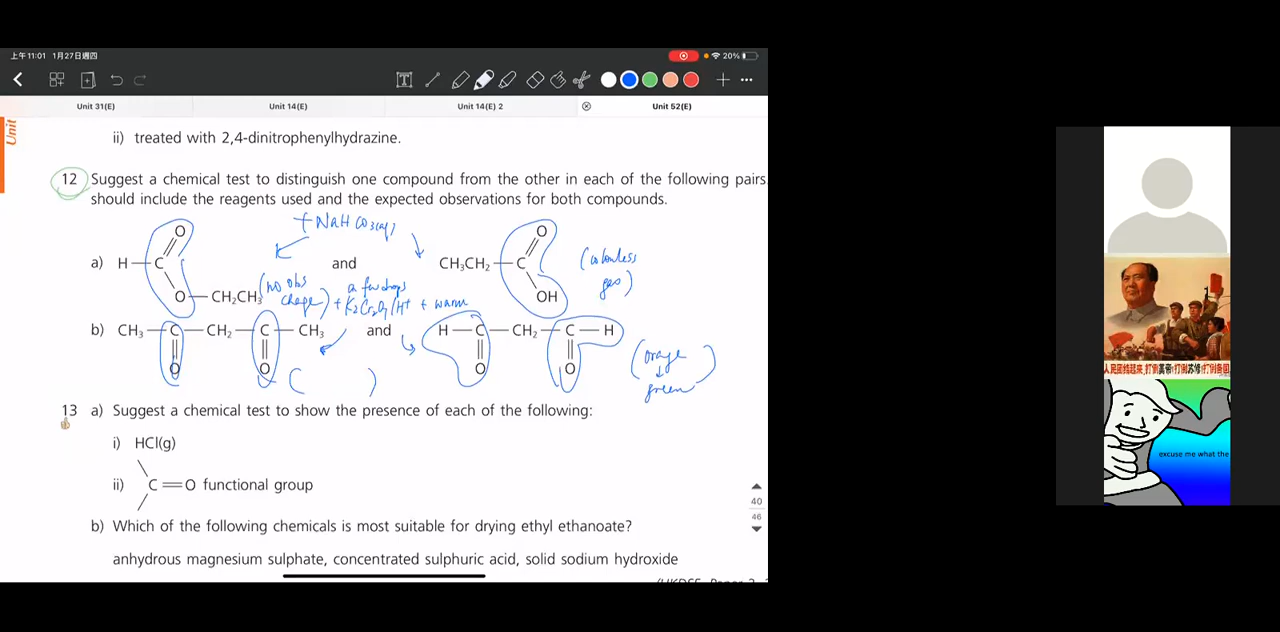 上午11:01 1月27日週四
20%
Unit 31(E)
Unit 14(E)
Unit 14(E) 2
Unit 52(E)
Unit
ii) treated with 2,4-dinitrophenylhydrazine.
12 Suggest a chemical test to distinguish one compound from the other in each of the following pairs
should include the reagents used and the expected observations for both compounds.
+ NaHCO3(aq)
a) H—C O O—CH2CH3 and CH3CH2—C O OH
(no obs change)
(colourless gas)
a few drops
+ K2Cr2O7/H+ + warm
b) CH3—C—CH2—C—CH3 and H—C—CH2—C—H
O O O O
( )
(orange
↓
green)
13 a) Suggest a chemical test to show the presence of each of the following:
i) HCl(g)
ii) C=O functional group
b) Which of the following chemicals is most suitable for drying ethyl ethanoate?
anhydrous magnesium sulphate, concentrated sulphuric acid, solid sodium hydroxide
40
46
excuse me what the